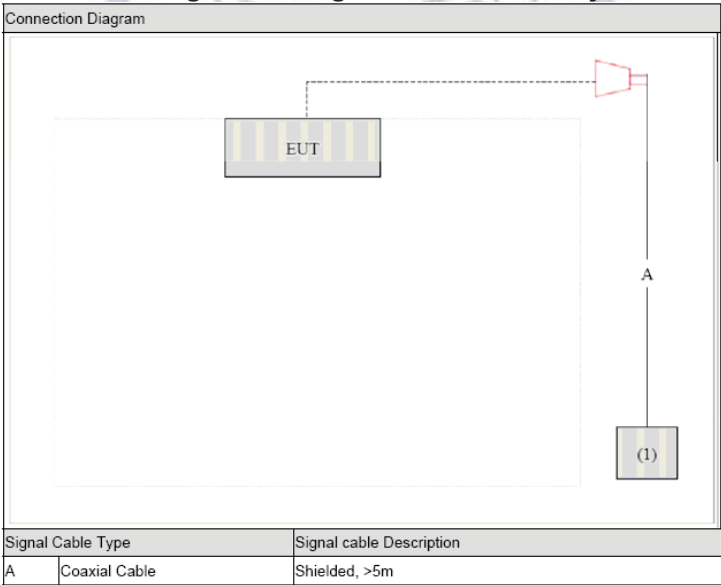 Connection Diagram
EUT
A
(1)
Signal Cable Type Signal cable Description
A Coaxial Cable Shielded, >5m